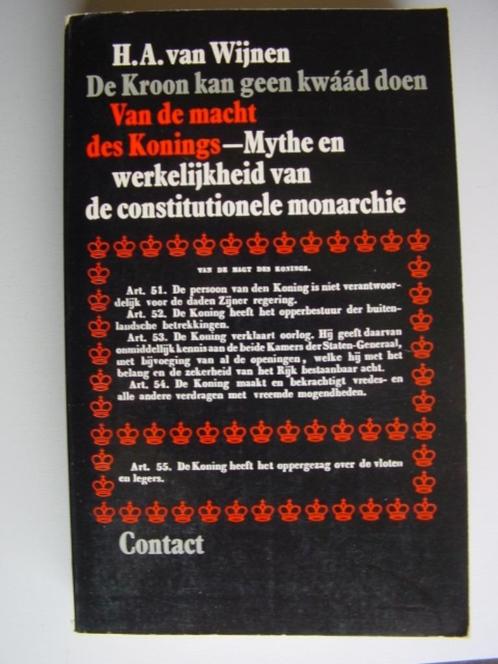 H.A. van Wijnen
De Kroon kan geen kwáád doen
Van de macht
des Konings—Mythe en
werkelijkheid van
de constitutionele monarchie
VAN DE MAGT DES KONINGS.
Art. 51. De persoon van den Koning is niet verantwoor-
delijk voor de daden Zijner regering.
Art. 52. De Koning heeft het opperbestuur der buiten-
landsche betrekkingen.
Art. 53. De Koning verklaart oorlog. Hij geeft daarvan
onmiddellijk kennis aan de beide Kamers der Staten-Generaal,
met bijvoeging van al de openingen, welke hij met het
belang en de zekerheid van het Rijk bestaanbaar acht.
Art. 54. De Koning maakt en bekrachtigt vredes- en
alle andere verdragen met vreemde mogendheden.
Art. 55. De Koning heeft het oppergezag over de vloten
en legers.
Contact